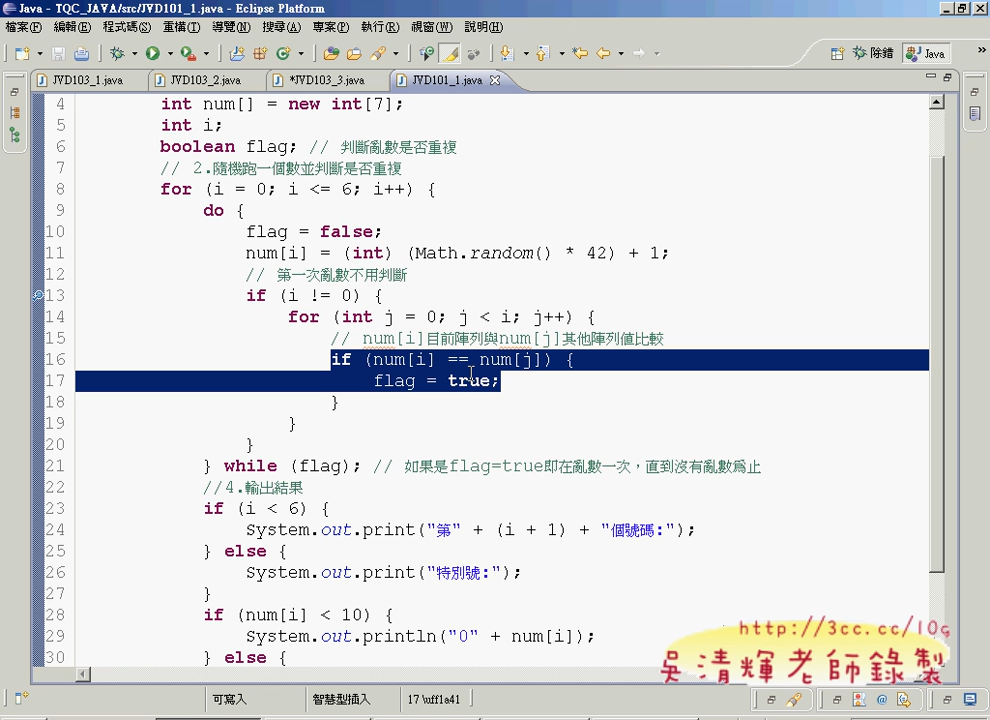 Java - TQC_JAVA/src/JVD101_1.java - Eclipse Platform
檔案(F) 編輯(E) 程式碼(S) 重構(T) 導覽(N) 搜尋(A) 專案(P) 執行(R) 視窗(W) 說明(H)
除錯 Java
JVD103_1.java JVD103_2.java *JVD103_3.java JVD101_1.java
4 int num[] = new int[7];
5 int i;
6 boolean flag; // 判斷亂數是否重複
7 // 2.隨機跑一個數並判斷是否重複
8 for (i = 0; i <= 6; i++) {
9 do {
10 flag = false;
11 num[i] = (int) (Math.random() * 42) + 1;
12 // 第一次亂數不用判斷
13 if (i != 0) {
14 for (int j = 0; j < i; j++) {
15 // num[i]目前陣列與num[j]其他陣列值比較
16 if (num[i] == num[j]) {
17 flag = true;
18 }
19 }
20 }
21 } while (flag); // 如果是flag=true即在亂數一次，直到沒有亂數爲止
22 //4.輸出結果
23 if (i < 6) {
24 System.out.print("第" + (i + 1) + "個號碼:");
25 } else {
26 System.out.print("特別號:");
27 }
28 if (num[i] < 10) {
29 System.out.println("0" + num[i]);
30 } else {
http://3cc.cc/10g
吳清輝老師錄製
可寫入 智慧型插入 17 \uff1a41